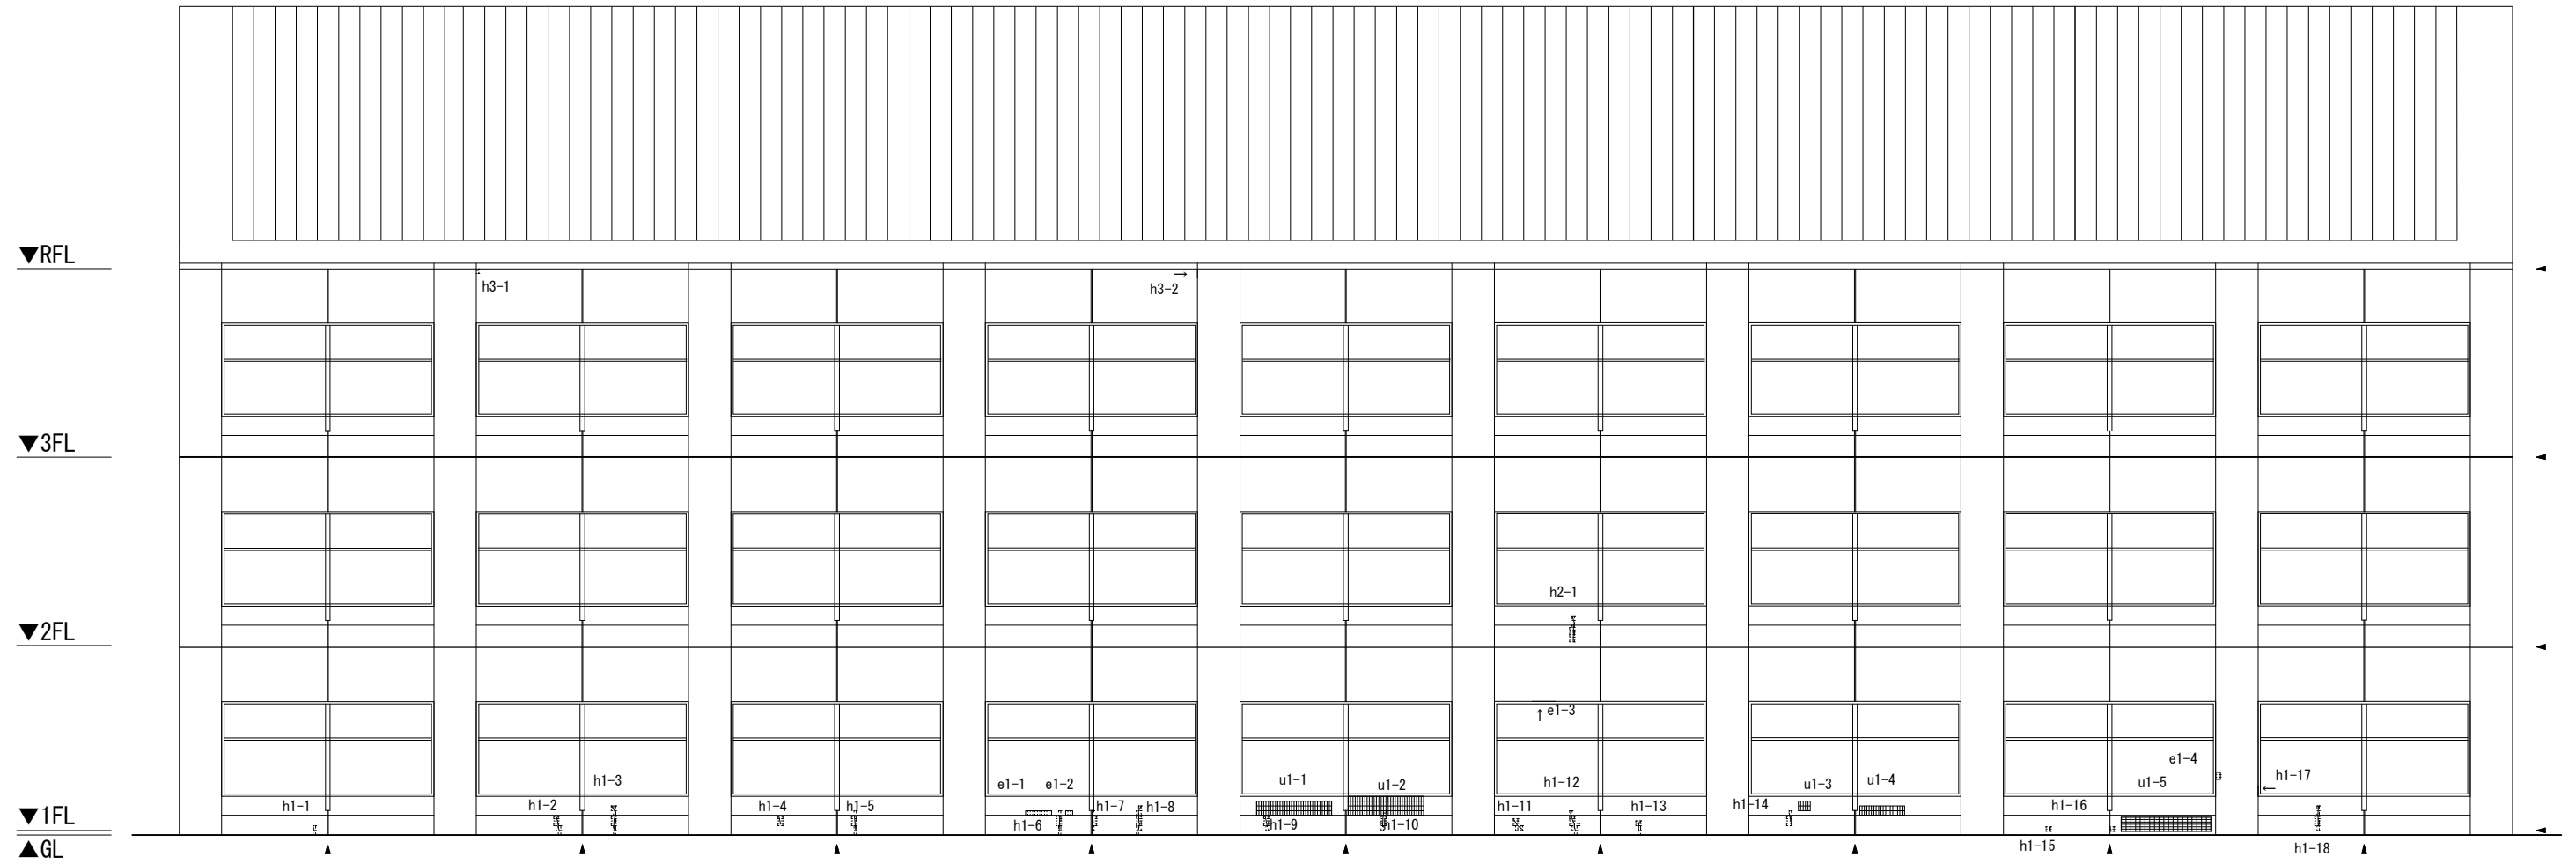 ▼RFL
h3-1
h3-2
▼3FL
▼2FL
h2-1
e1-3
e1-4
h1-3
e1-1
e1-2
u1-1
u1-2
h1-12
u1-3
u1-4
u1-5
h1-17
h1-1
h1-2
h1-4
h1-5
h1-7
h1-8
h1-11
h1-13
h1-14
h1-16
▼1FL
h1-6
h1-9
h1-10
h1-15
h1-18
▲GL